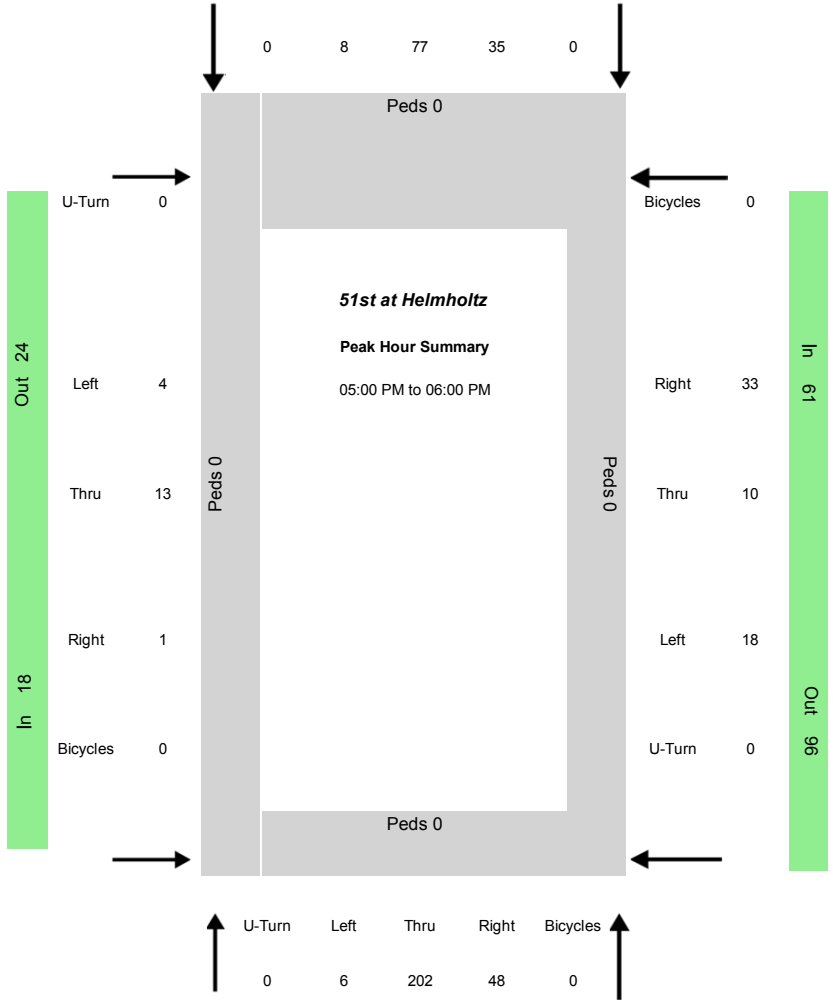 0 8 77 35 0
Peds 0
U-Turn 0
Bicycles 0
51st at Helmholtz
Peak Hour Summary
05:00 PM to 06:00 PM
Out 24
In 61
Left 4
Right 33
Peds 0
Peds 0
Thru 13
Thru 10
Right 1
Left 18
In 18
Out 96
Bicycles 0
U-Turn 0
Peds 0
U-Turn Left Thru Right Bicycles
0 6 202 48 0